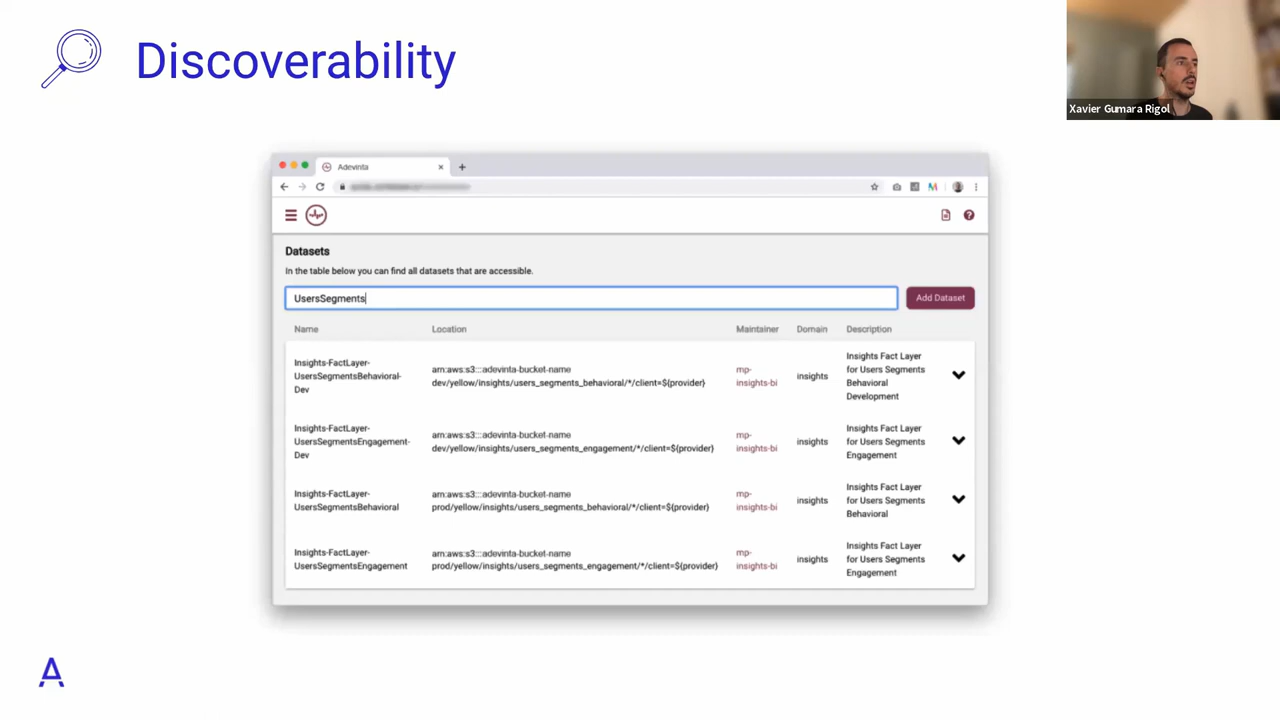 Discoverability
Xavier Gumara Rigol
Adevinta
Datasets
In the table below you can find all datasets that are accessible.
UsersSegments
Add Dataset
Name Location Maintainer Domain Description
Insights-FactLayer-
UsersSegmentsBehavioral-
Dev
arn:aws:s3:::adevinta-bucket-name
dev/yellow/insights/users_segments_behavioral/*/client=${provider}
mp-
insights-bi
insights
Insights Fact Layer
for Users Segments
Behavioral
Development
Insights-FactLayer-
UsersSegmentsEngagement-
Dev
arn:aws:s3:::adevinta-bucket-name
dev/yellow/insights/users_segments_engagement/*/client=${provider}
mp-
insights-bi
insights
Insights Fact Layer
for Users Segments
Engagement
Insights-FactLayer-
UsersSegmentsBehavioral
arn:aws:s3:::adevinta-bucket-name
prod/yellow/insights/users_segments_behavioral/*/client=${provider}
mp-
insights-bi
insights
Insights Fact Layer
for Users Segments
Behavioral
Insights-FactLayer-
UsersSegmentsEngagement
arn:aws:s3:::adevinta-bucket-name
prod/yellow/insights/users_segments_engagement/*/client=${provider}
mp-
insights-bi
insights
Insights Fact Layer
for Users Segments
Engagement